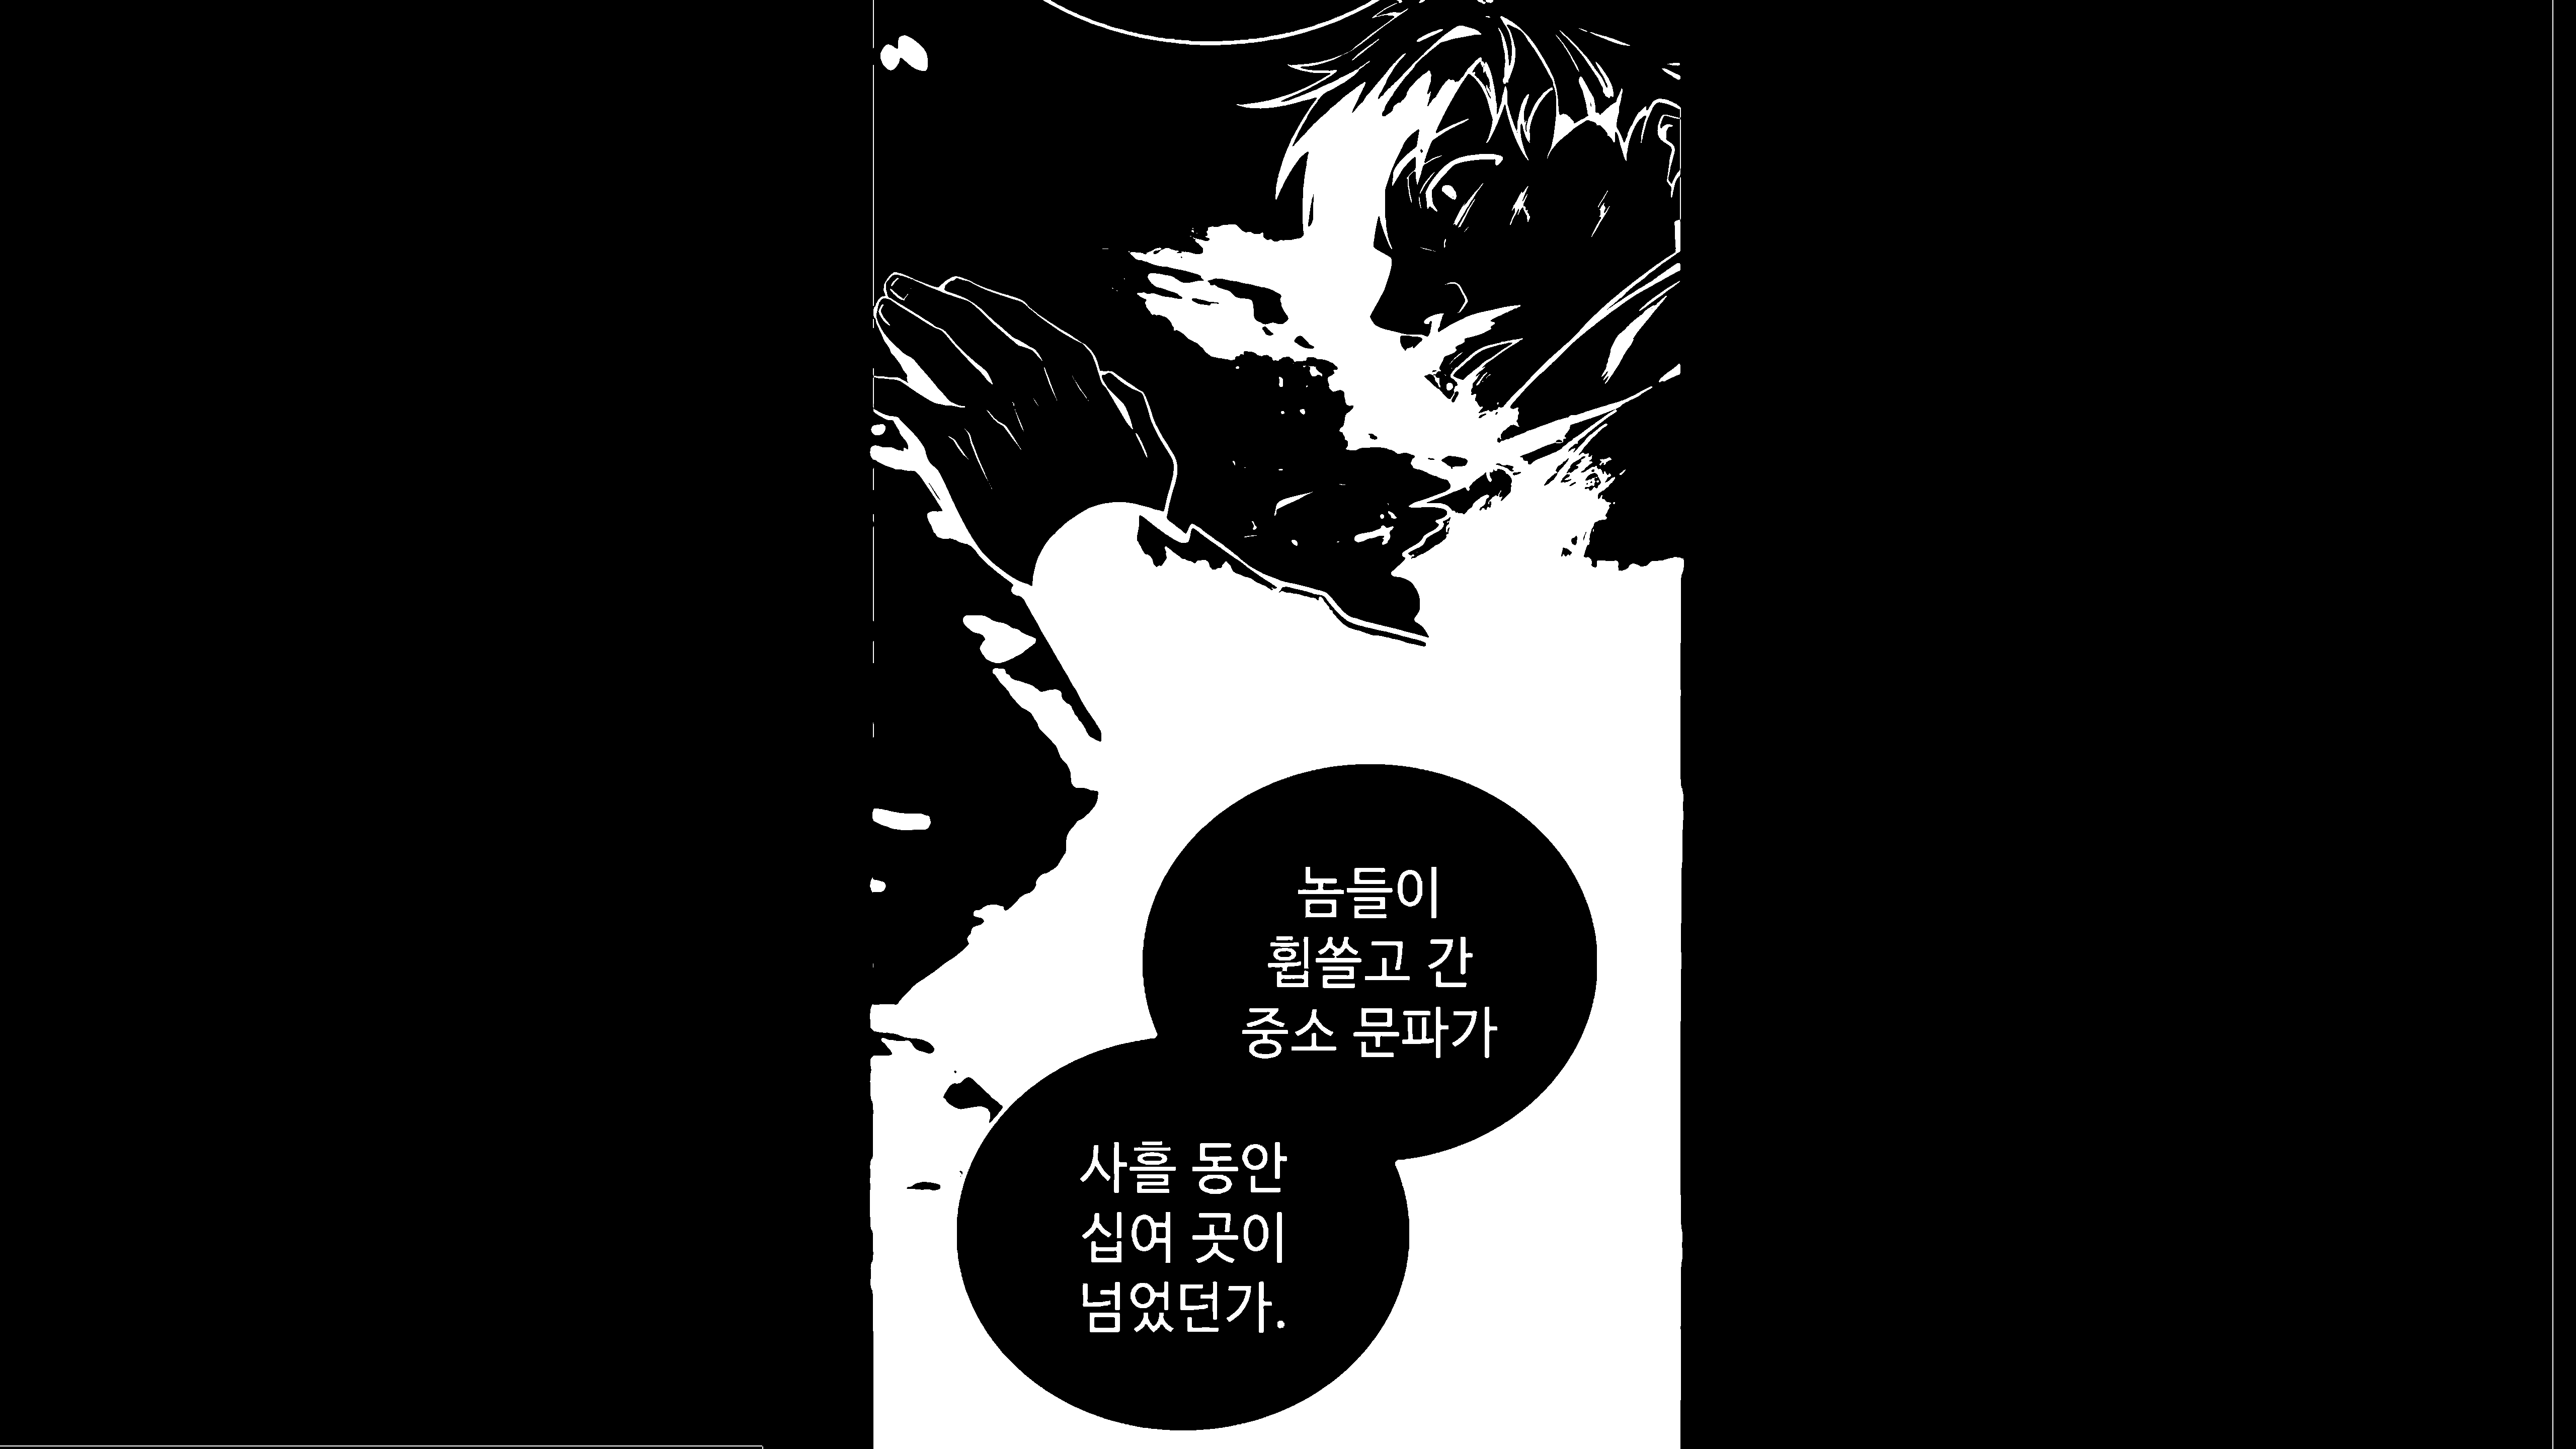 놈들이
휩쓸고 간
중소 문파가
사흘 동안
십여 곳이
넘었던가.